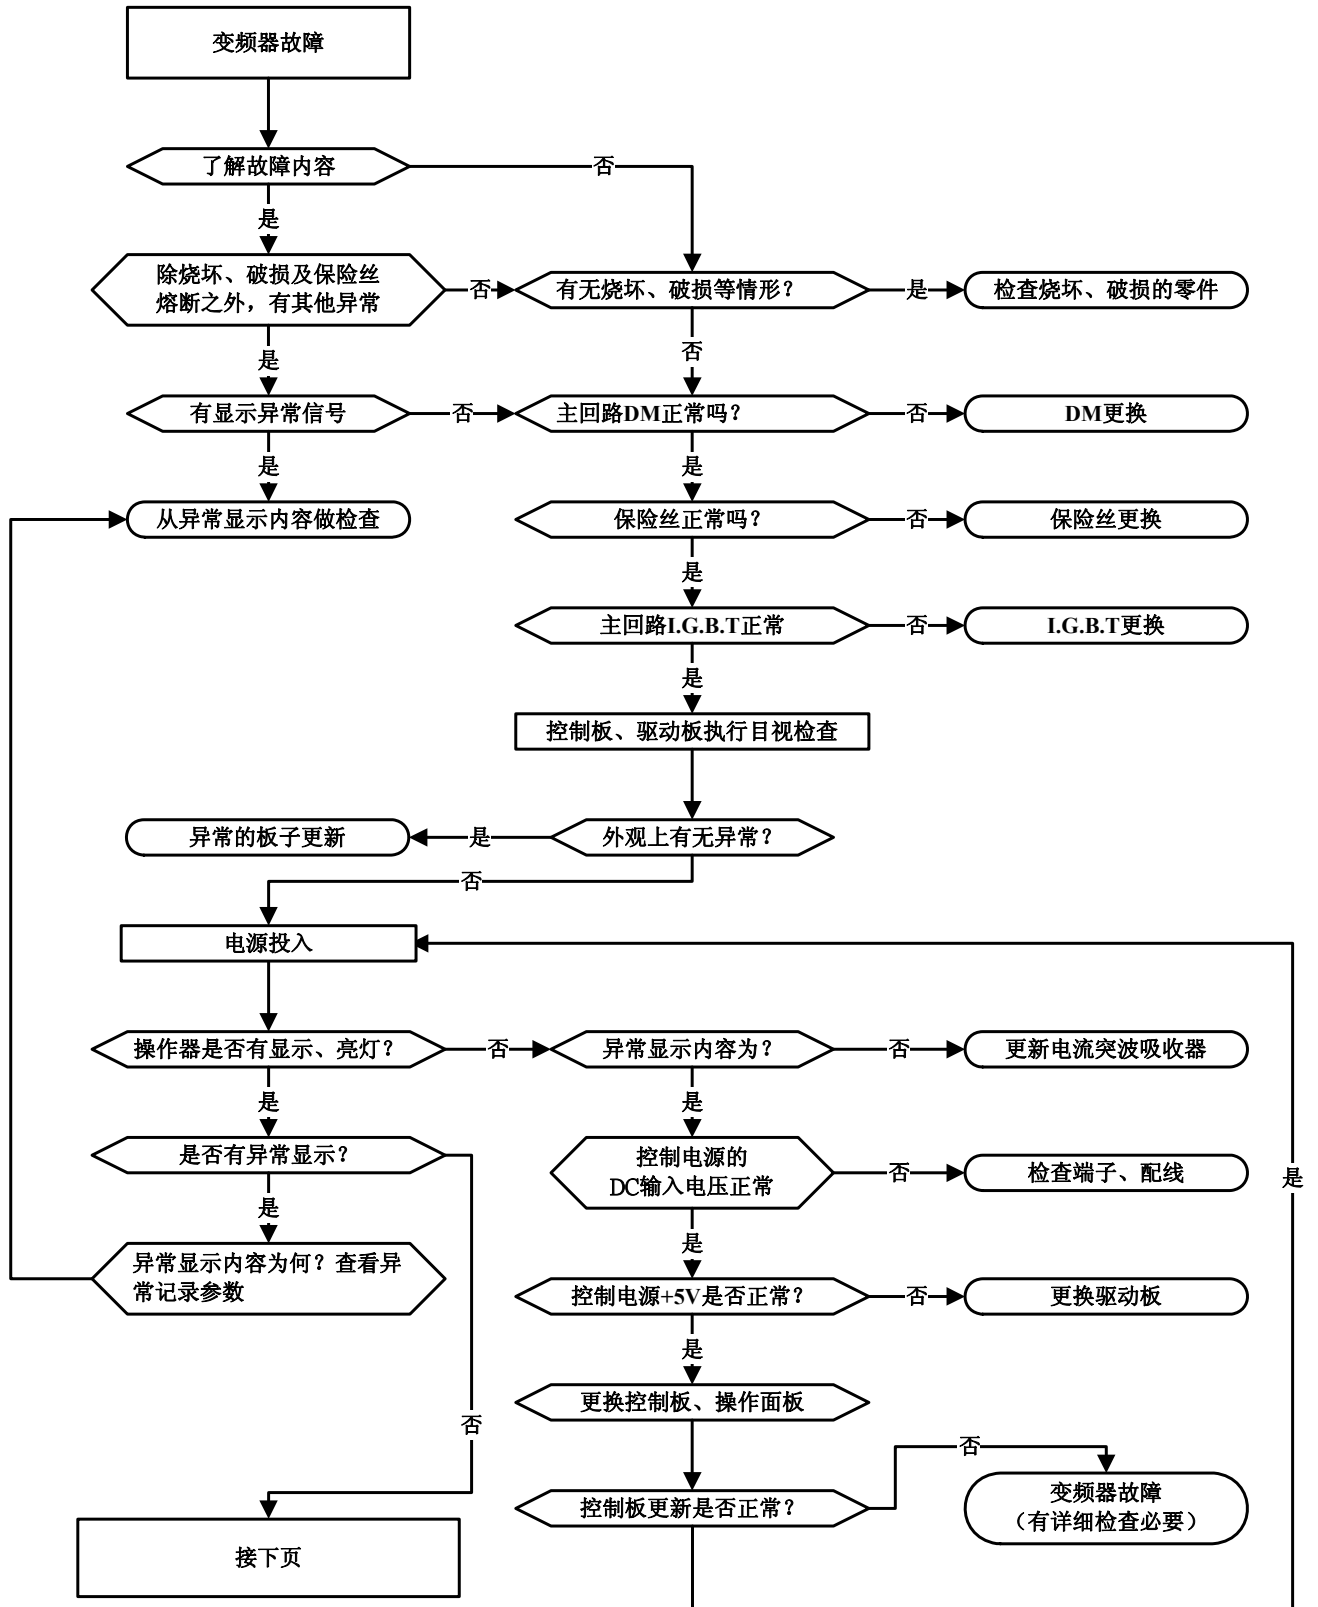 变频器故障
了解故障内容
否
是
除烧坏、破损及保险丝
熔断之外，有其他异常
否
有无烧坏、破损等情形？
是
检查烧坏、破损的零件
是
否
有显示异常信号
否
主回路DM正常吗？
否
DM更换
是
是
从异常显示内容做检查
保险丝正常吗？
否
保险丝更换
是
主回路I.G.B.T正常
否
I.G.B.T更换
是
控制板、驱动板执行目视检查
异常的板子更新
是
外观上有无异常？
否
电源投入
操作器是否有显示、亮灯？
否
异常显示内容为？
否
更新电流突波吸收器
是
是
是否有异常显示？
控制电源的
DC输入电压正常
否
检查端子、配线
是
是
是
异常显示内容为何？查看异
常记录参数
控制电源+5V是否正常？
否
更换驱动板
是
更换控制板、操作面板
否
否
控制板更新是否正常？
变频器故障
（有详细检查必要）
接下页